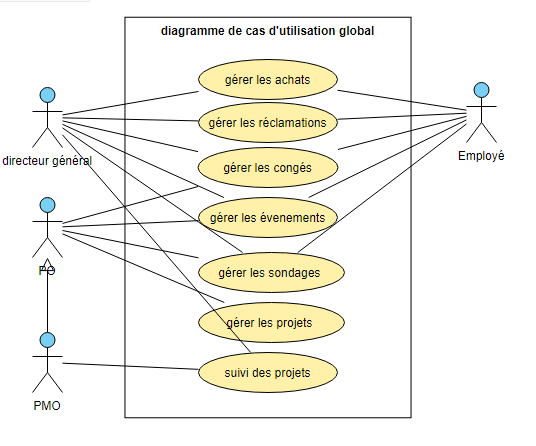 diagramme de cas d'utilisation global
gérer les achats
gérer les réclamations
gérer les congés
gérer les évenements
gérer les sondages
gérer les projets
suivi des projets
directeur général
PO
PMO
Employé